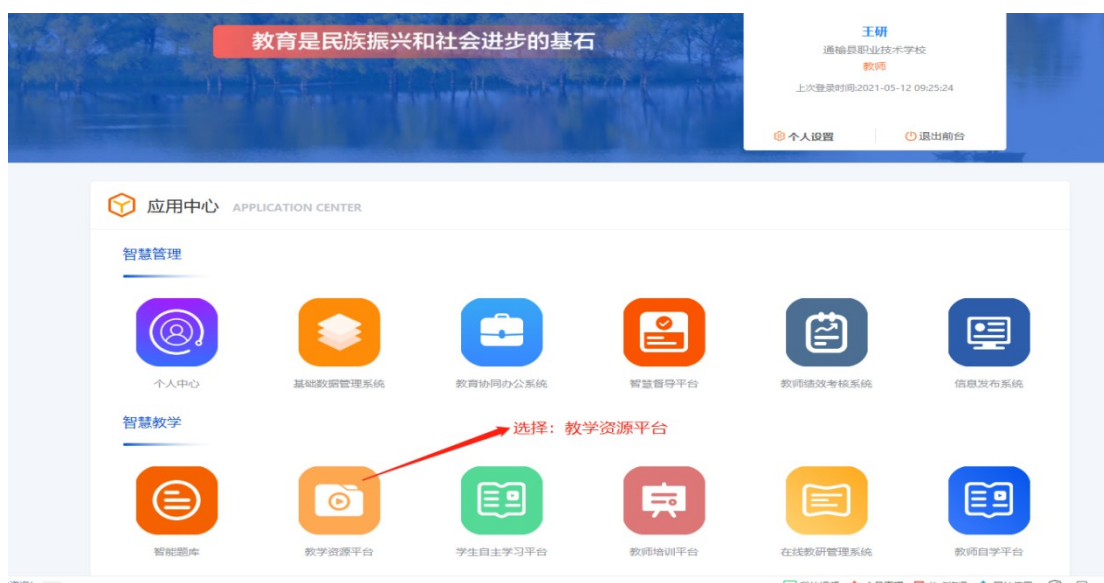 教育是民族振兴和社会进步的基石
王研
通榆县职业技术学校
教师
上次登录时间:2021-05-12 09:25:24
个人设置 退出前台
应用中心 APPLICATION CENTER
智慧管理
个人中心 基础数据管理系统 教育协同办公系统 智慧督导平台 教师绩效考核系统 信息发布系统
智慧教学
选择：教学资源平台
智能题库 教学资源平台 学生自主学习平台 教师培训平台 在线教研管理系统 教师自学平台